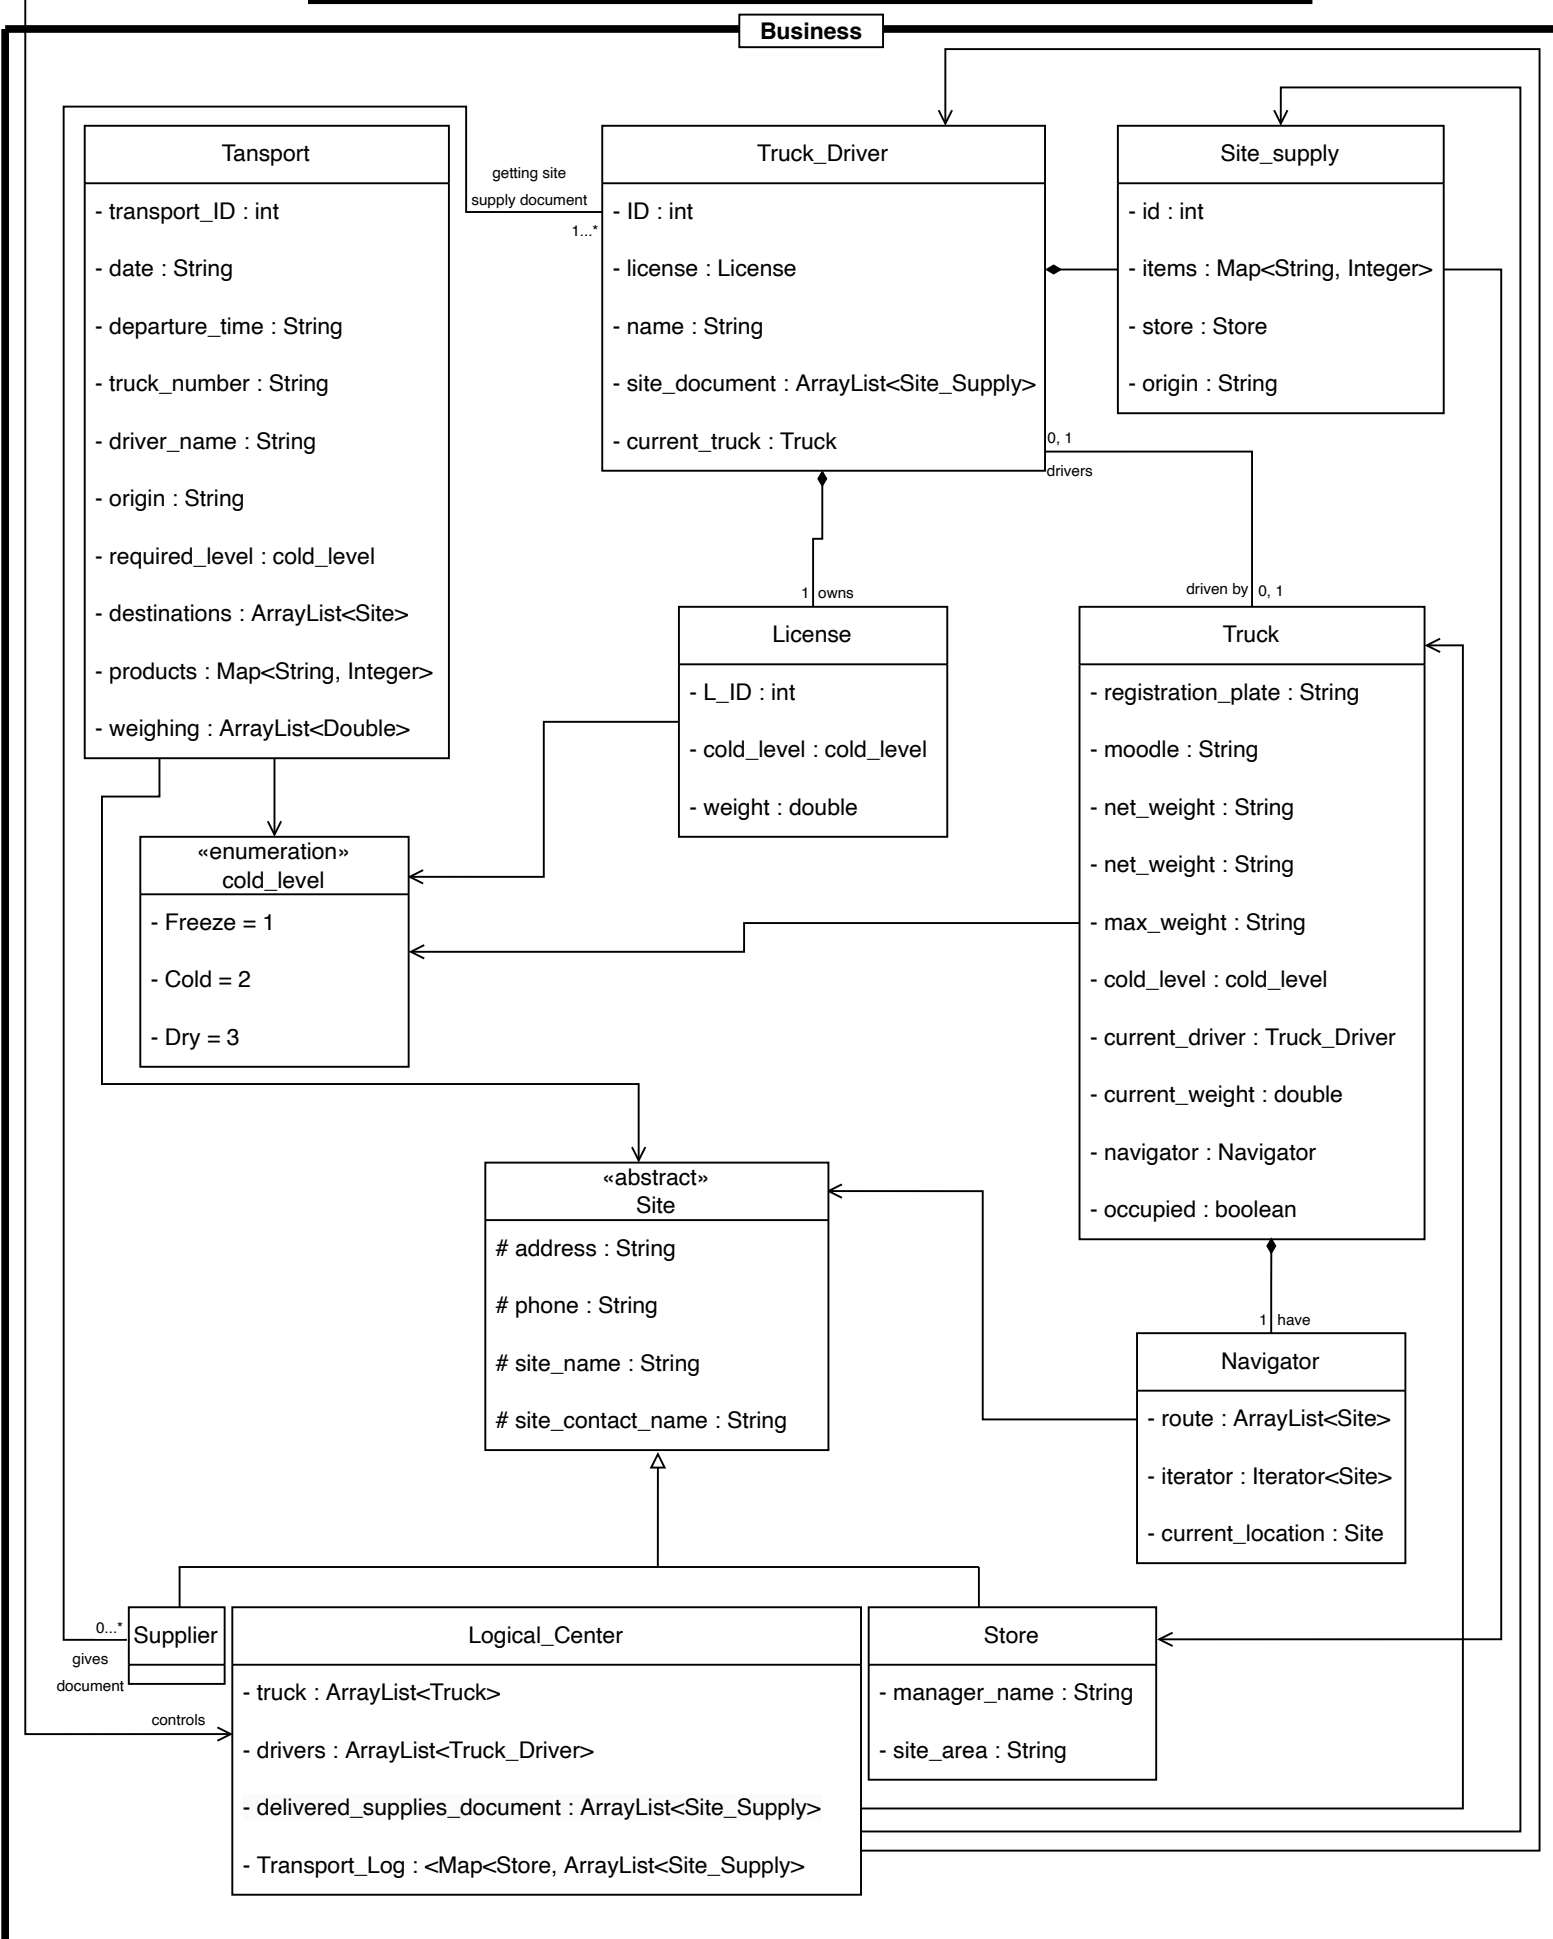 Business
Tansport
- transport_ID : int
- date : String
- departure_time : String
- truck_number : String
- driver_name : String
- origin : String
- required_level : cold_level
- destinations : ArrayList<Site>
- products : Map<String, Integer>
- weighing : ArrayList<Double>
getting site
supply document
1...*
Truck_Driver
- ID : int
- license : License
- name : String
- site_document : ArrayList<Site_Supply>
- current_truck : Truck
Site_supply
- id : int
- items : Map<String, Integer>
- store : Store
- origin : String
0, 1
drivers
driven by
0, 1
1
owns
License
- L_ID : int
- cold_level : cold_level
- weight : double
Truck
- registration_plate : String
- moodle : String
- net_weight : String
- net_weight : String
- max_weight : String
- cold_level : cold_level
- current_driver : Truck_Driver
- current_weight : double
- navigator : Navigator
- occupied : boolean
«enumeration»
cold_level
- Freeze = 1
- Cold = 2
- Dry = 3
«abstract»
Site
# address : String
# phone : String
# site_name : String
# site_contact_name : String
1
have
Navigator
- route : ArrayList<Site>
- iterator : Iterator<Site>
- current_location : Site
0...*
gives
document
Supplier
controls
Logical_Center
- truck : ArrayList<Truck>
- drivers : ArrayList<Truck_Driver>
- delivered_supplies_document : ArrayList<Site_Supply>
- Transport_Log : <Map<Store, ArrayList<Site_Supply>
Store
- manager_name : String
- site_area : String